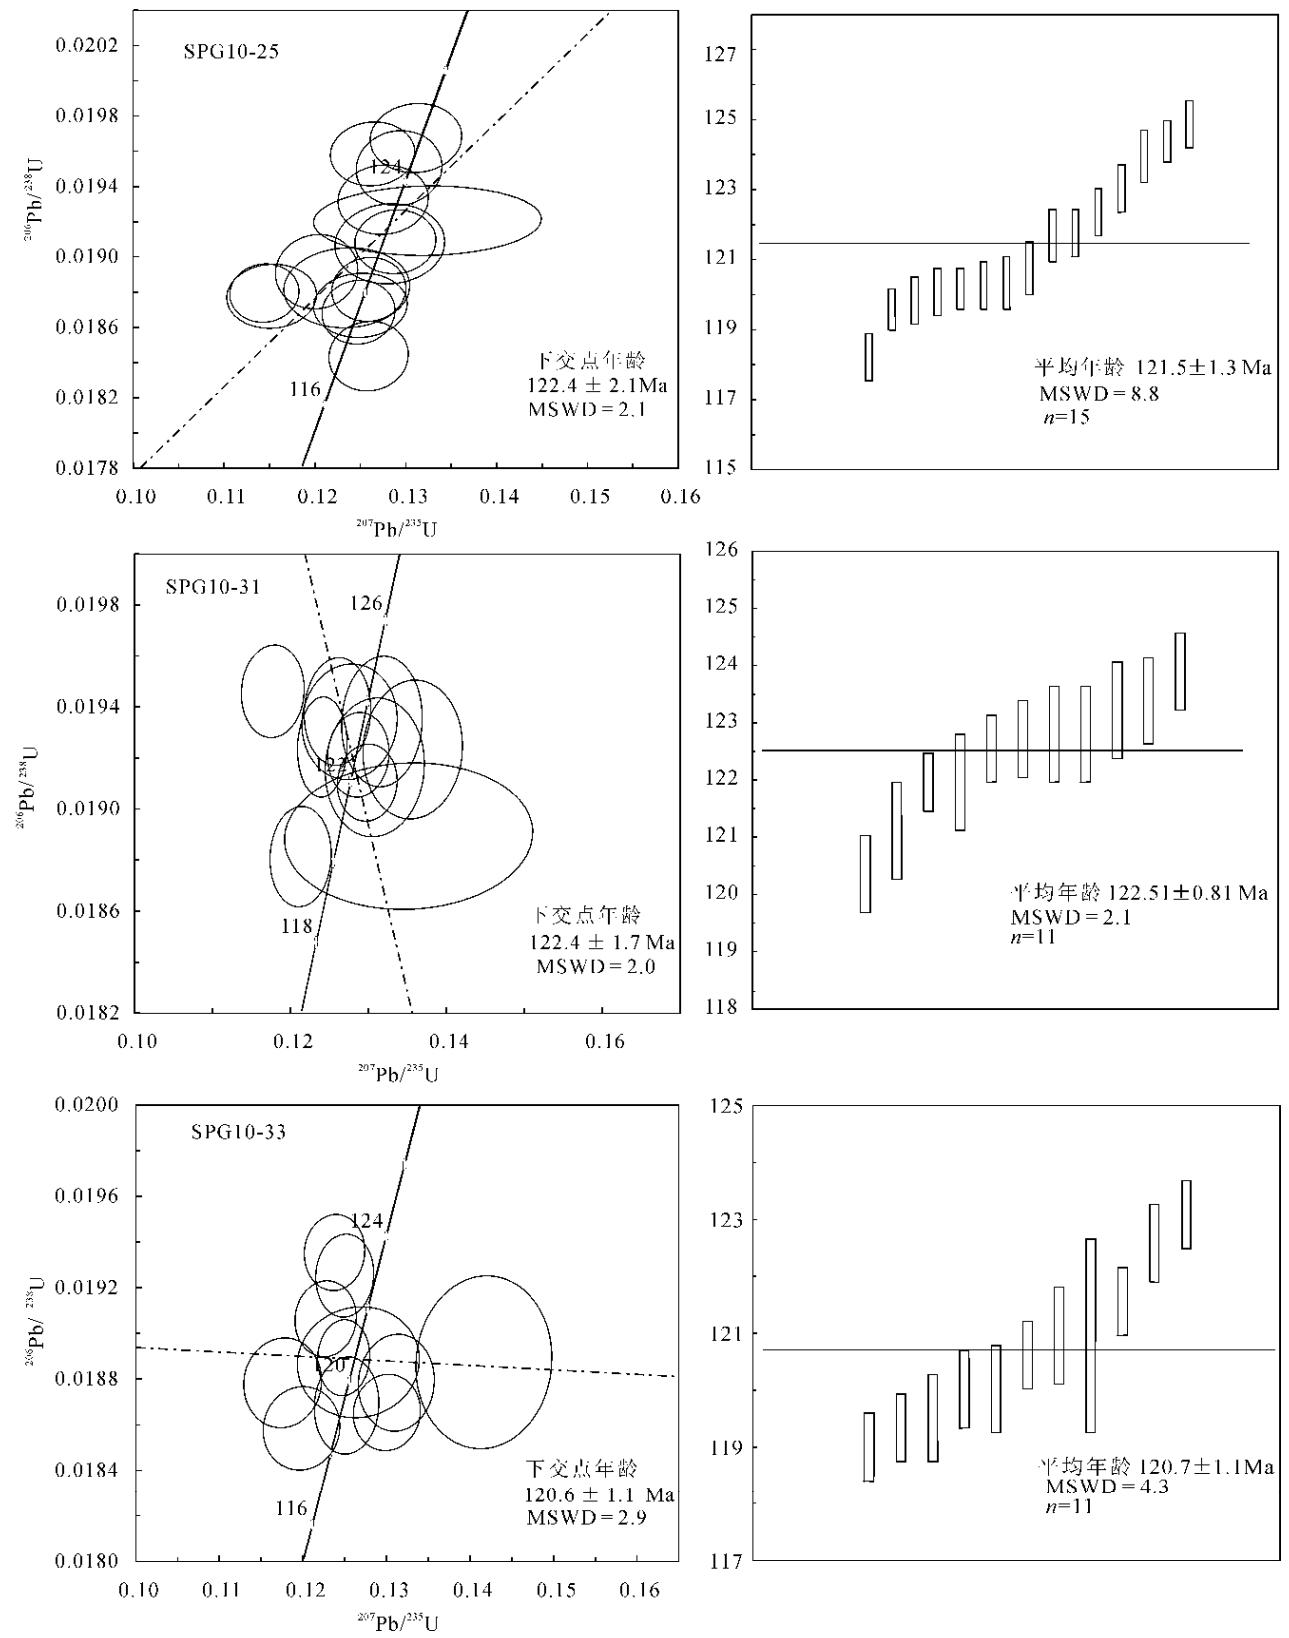 SPG10-25
0.0202
0.0198
0.0194
0.0190
0.0186
0.0182
0.0178
²⁰⁶Pb/²³⁸U
124
116
下交点年龄
122.4 ± 2.1Ma
MSWD=2.1
0.10 0.11 0.12 0.13 0.14 0.15 0.16
²⁰⁷Pb/²³⁵U
127
125
123
121
119
117
115
平均年龄 121.5±1.3 Ma
MSWD=8.8
n=15
SPG10-31
0.0198
0.0194
0.0190
0.0186
0.0182
²⁰⁶Pb/²³⁸U
126
122
118
下交点年龄
122.4 ± 1.7 Ma
MSWD=2.0
0.10 0.12 0.14 0.16
²⁰⁷Pb/²³⁵U
126
125
124
123
122
121
120
119
118
平均年龄 122.51±0.81 Ma
MSWD=2.1
n=11
SPG10-33
0.0200
0.0196
0.0192
0.0188
0.0184
0.0180
²⁰⁶Pb/²³⁸U
124
120
116
下交点年龄
120.6 ± 1.1 Ma
MSWD=2.9
0.10 0.11 0.12 0.13 0.14 0.15 0.16
²⁰⁷Pb/²³⁵U
125
123
121
119
117
平均年龄 120.7±1.1Ma
MSWD=4.3
n=11